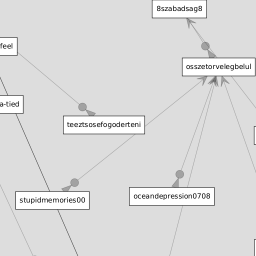 8szabadsag8
feel
osszetorvelegbelul
a-tied
teeztsosefogoderteni
stupidmemories00
oceandepression0708